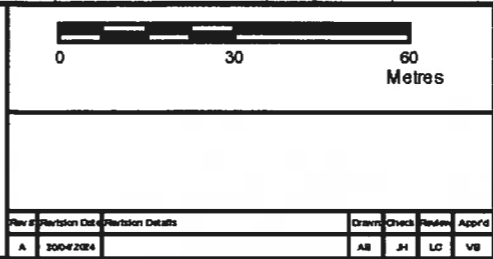 0 30 60
Metres
Rev # Revision Date Revision Details Drawn Check Review Appr'd
A 30/04/2024 AB JH LC VB